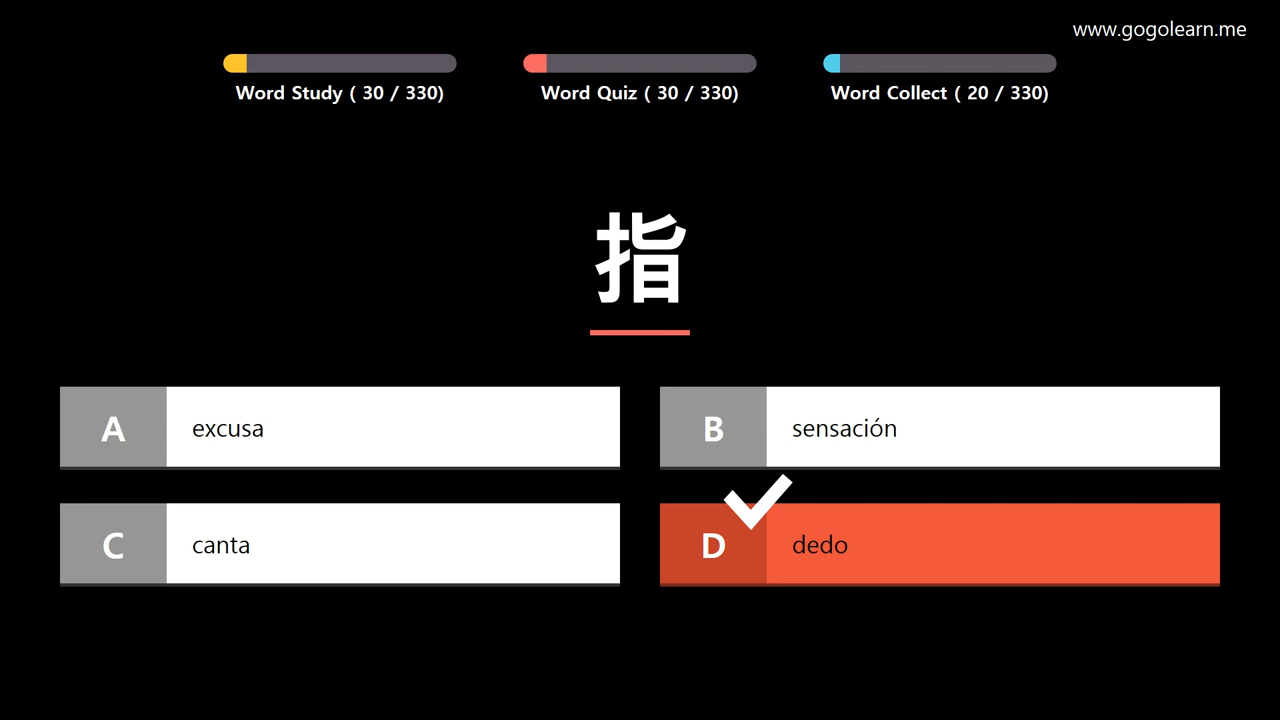 www.gogolearn.me
Word Study ( 30 / 330)
Word Quiz ( 30 / 330)
Word Collect ( 20 / 330)
指
A
excusa
B
sensación
C
canta
D
dedo